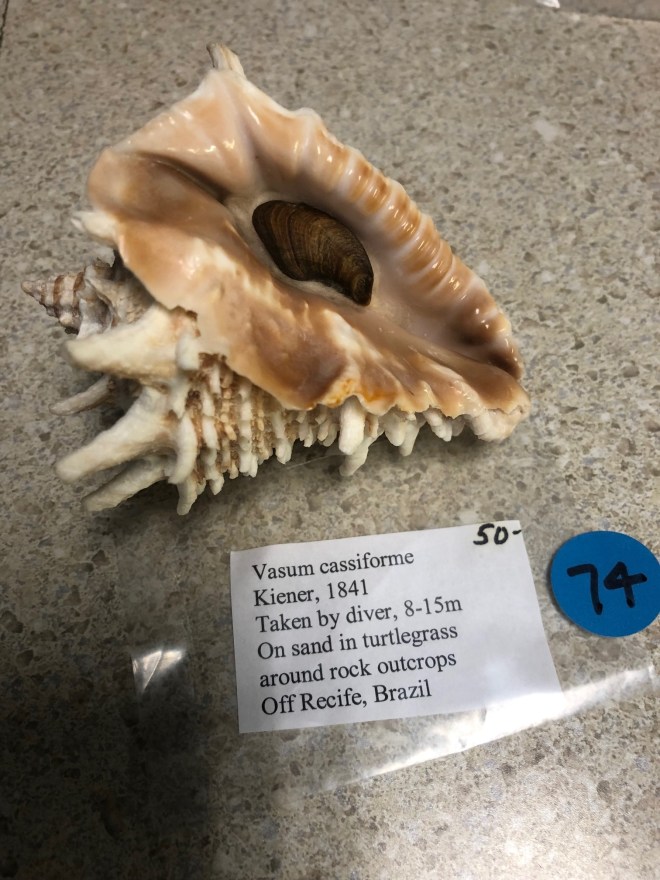 50-
Vasum cassiforme
Kiener, 1841
Taken by diver, 8-15m
On sand in turtlegrass
around rock outcrops
Off Recife, Brazil
74